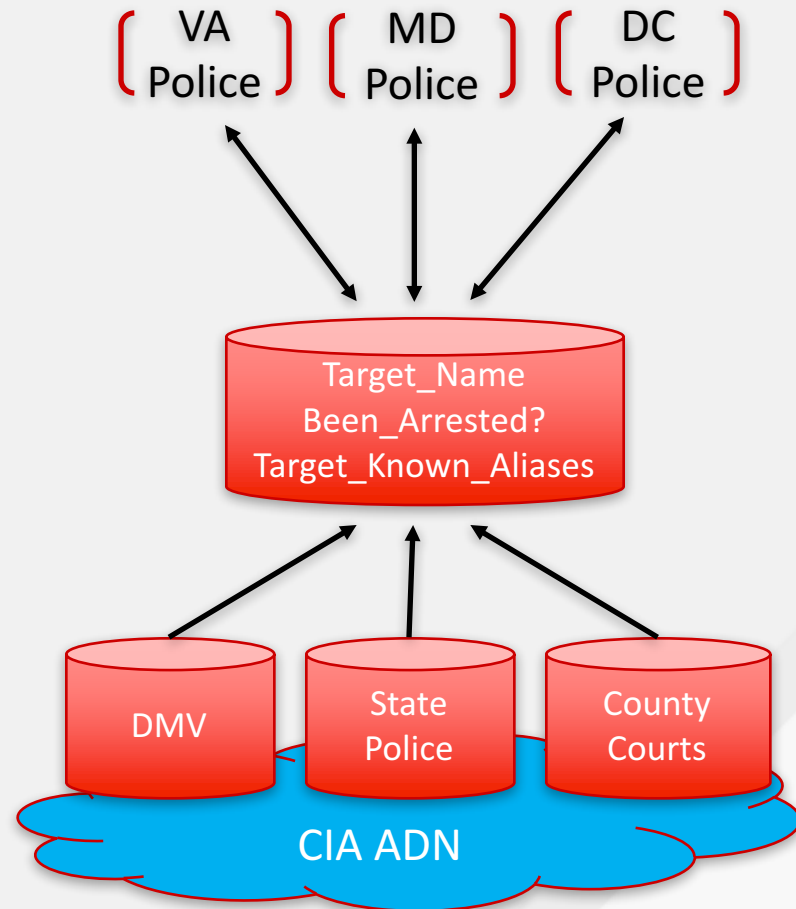 VA
Police
MD
Police
DC
Police
Target_Name
Been_Arrested?
Target_Known_Aliases
DMV
State
Police
County
Courts
CIA ADN